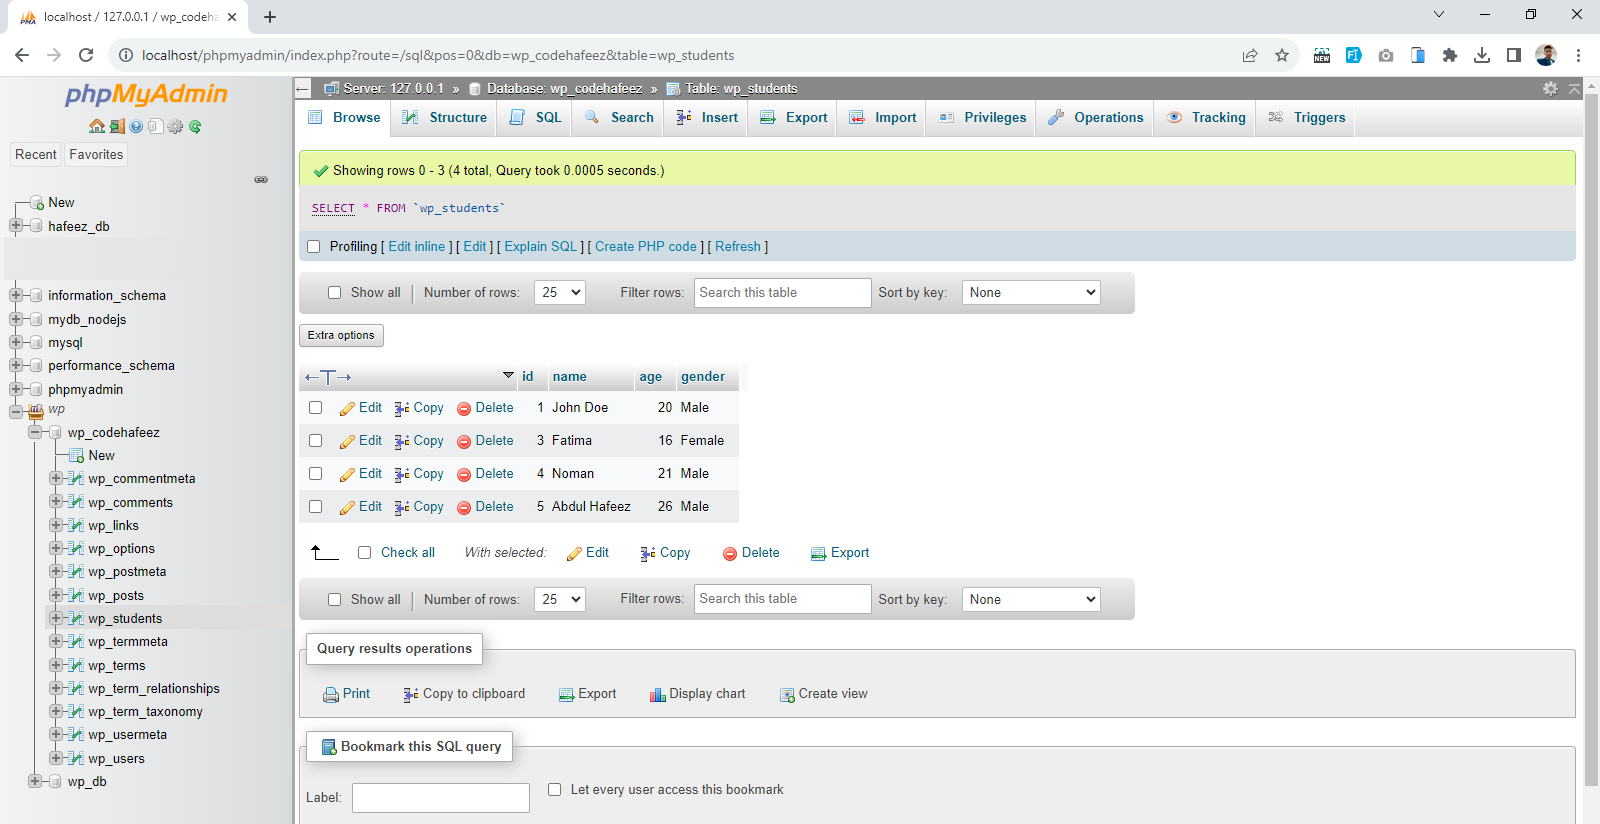 localhost / 127.0.0.1 / wp_codeha
localhost/phpmyadmin/index.php?route=/sql&pos=0&db=wp_codehafeez&table=wp_students
NEW
phpMyAdmin
Recent Favorites
New
hafeez_db
information_schema
mydb_nodejs
mysql
performance_schema
phpmyadmin
wp
wp_codehafeez
New
wp_commentmeta
wp_comments
wp_links
wp_options
wp_postmeta
wp_posts
wp_students
wp_termmeta
wp_terms
wp_term_relationships
wp_term_taxonomy
wp_usermeta
wp_users
wp_db
Server: 127.0.0.1 » Database: wp_codehafeez » Table: wp_students
Browse Structure SQL Search Insert Export Import Privileges Operations Tracking Triggers
Showing rows 0 - 3 (4 total, Query took 0.0005 seconds.)
SELECT * FROM `wp_students`
Profiling [ Edit inline ] [ Edit ] [ Explain SQL ] [ Create PHP code ] [ Refresh ]
Show all Number of rows: 25 Filter rows: Search this table Sort by key: None
Extra options
id name age gender
Edit Copy Delete 1 John Doe 20 Male
Edit Copy Delete 3 Fatima 16 Female
Edit Copy Delete 4 Noman 21 Male
Edit Copy Delete 5 Abdul Hafeez 26 Male
Check all With selected: Edit Copy Delete Export
Show all Number of rows: 25 Filter rows: Search this table Sort by key: None
Query results operations
Print Copy to clipboard Export Display chart Create view
Bookmark this SQL query
Label: Let every user access this bookmark